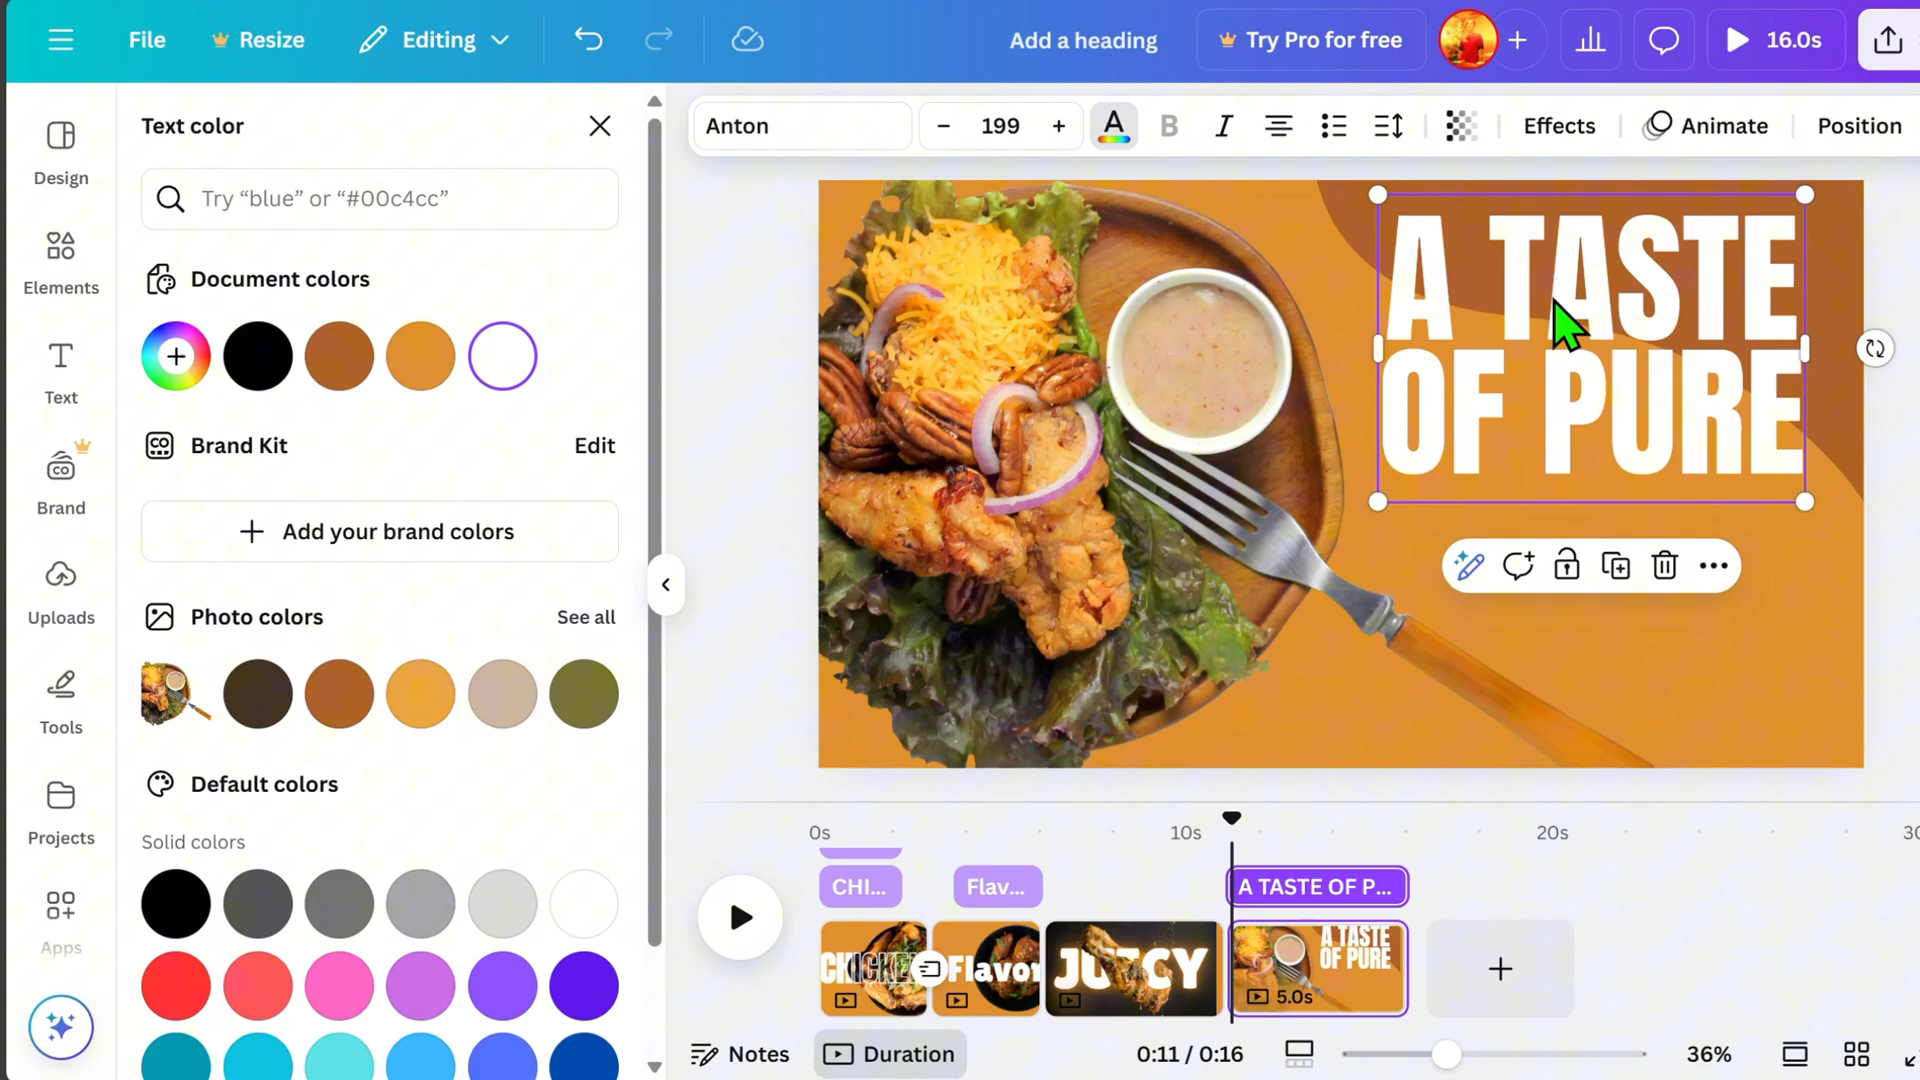 File
Resize
Editing
Add a heading
Try Pro for free
16.0s
Design
Elements
Text
Brand
Uploads
Tools
Projects
Apps
Text color
Try “blue” or “#00c4cc”
Document colors
Brand Kit
Edit
Add your brand colors
Photo colors
See all
Default colors
Solid colors
Anton
199
Effects
Animate
Position
A TASTE
OF PURE
0s
10s
20s
CHI...
Flav...
A TASTE OF P...
Flavor
JUICY
A TASTE
OF PURE
5.0s
Notes
Duration
0:11 / 0:16
36%